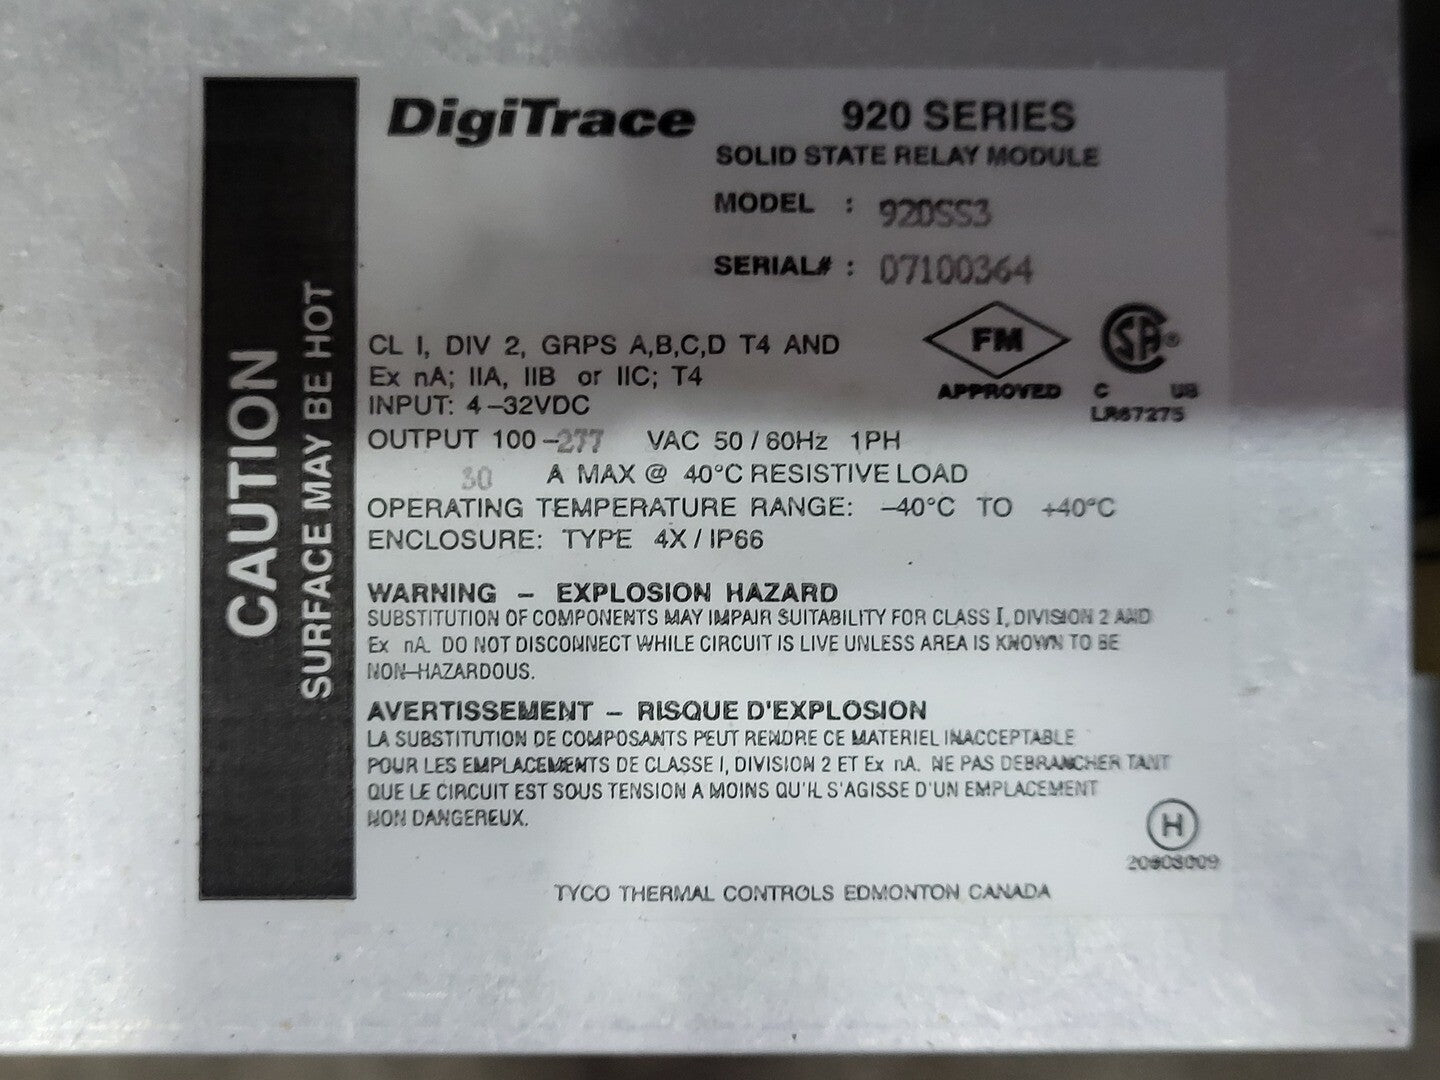 CAUTION
SURFACE MAY BE HOT
DigiTrace
920 SERIES
SOLID STATE RELAY MODULE
MODEL : 920SS3
SERIAL# : 07100364
CL I, DIV 2, GRPS A,B,C,D T4 AND
Ex nA; IIA, IIB or IIC; T4
INPUT: 4-32VDC
FM
APPROVED
SA®
C US
LR67275
OUTPUT 100-277 VAC 50/60Hz 1PH
30 A MAX @ 40°C RESISTIVE LOAD
OPERATING TEMPERATURE RANGE: -40°C TO +40°C
ENCLOSURE: TYPE 4X/IP66
WARNING - EXPLOSION HAZARD
SUBSTITUTION OF COMPONENTS MAY IMPAIR SUITABILITY FOR CLASS I, DIVISION 2 AND
Ex nA. DO NOT DISCONNECT WHILE CIRCUIT IS LIVE UNLESS AREA IS KNOWN TO BE
NON-HAZARDOUS.
AVERTISSEMENT - RISQUE D'EXPLOSION
LA SUBSTITUTION DE COMPOSANTS PEUT RENDRE CE MATERIEL INACCEPTABLE
POUR LES EMPLACEMENTS DE CLASSE I, DIVISION 2 ET Ex nA. NE PAS DEBRANCHER TANT
QUE LE CIRCUIT EST SOUS TENSION A MOINS QU'IL S'AGISSE D'UN EMPLACEMENT
NON DANGEREUX.
H
TYCO THERMAL CONTROLS EDMONTON CANADA